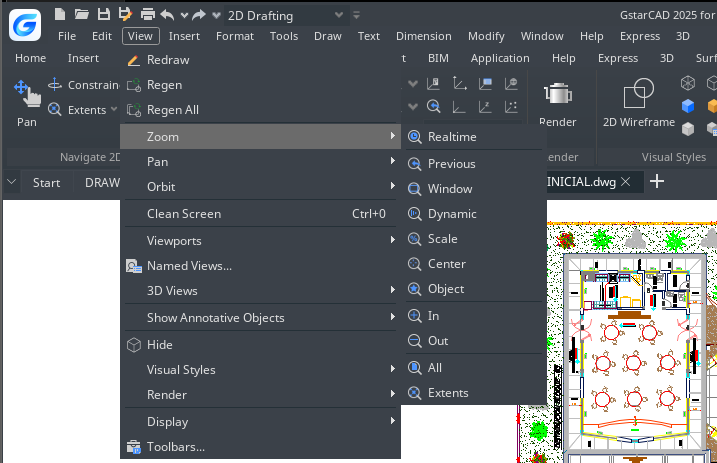 2D Drafting
GstarCAD 2025 for
File Edit View Insert Format Tools Draw Text Dimension Modify Window Help Express 3D
Home Insert t BIM Application Help Express 3D Surf
Pan
Constrain
Extents
Navigate 2D
Render
ender
2D Wireframe
Visual Styles
Start DRAW INICIAL.dwg
Redraw
Regen
Regen All
Zoom
Pan
Orbit
Clean Screen Ctrl+0
Viewports
Named Views...
3D Views
Show Annotative Objects
Hide
Visual Styles
Render
Display
Toolbars...
Realtime
Previous
Window
Dynamic
Scale
Center
Object
In
Out
All
Extents